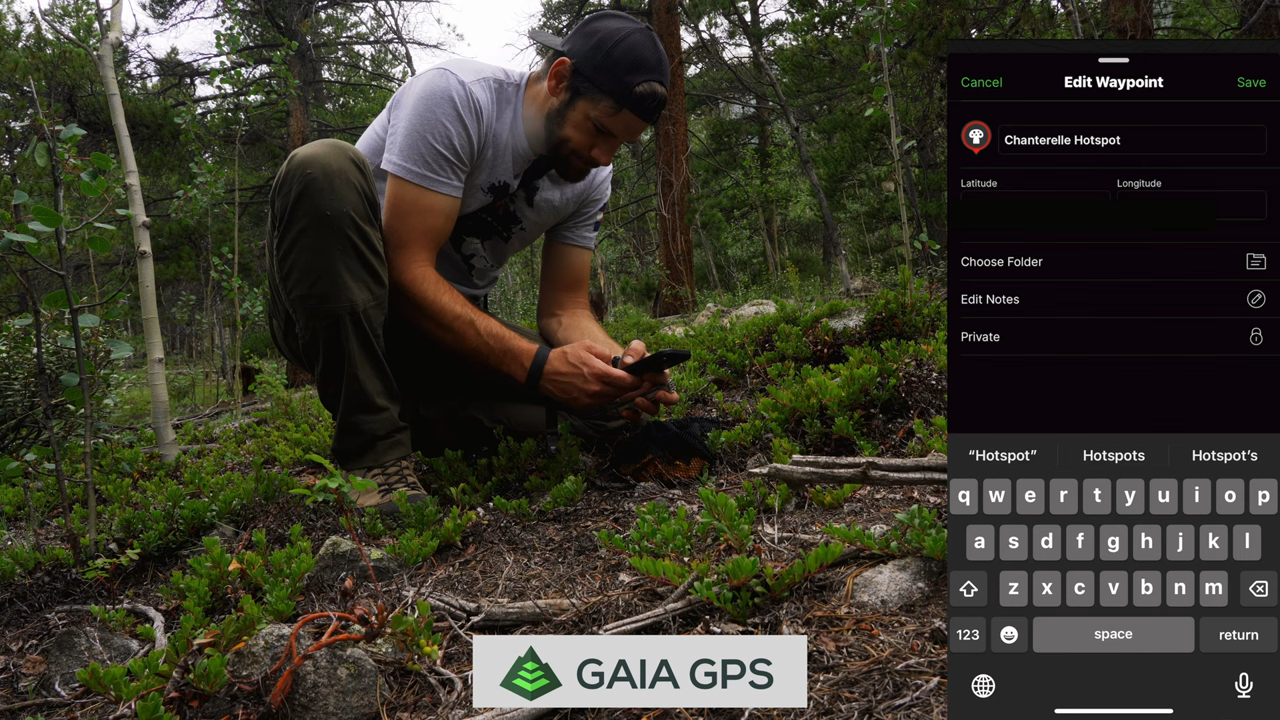 Cancel
Edit Waypoint
Save
Chanterelle Hotspot
Latitude
Longitude
Choose Folder
Edit Notes
Private
“Hotspot”
Hotspots
Hotspot’s
q w e r t y u i o p
a s d f g h j k l
z x c v b n m
123
space
return
GAIA GPS